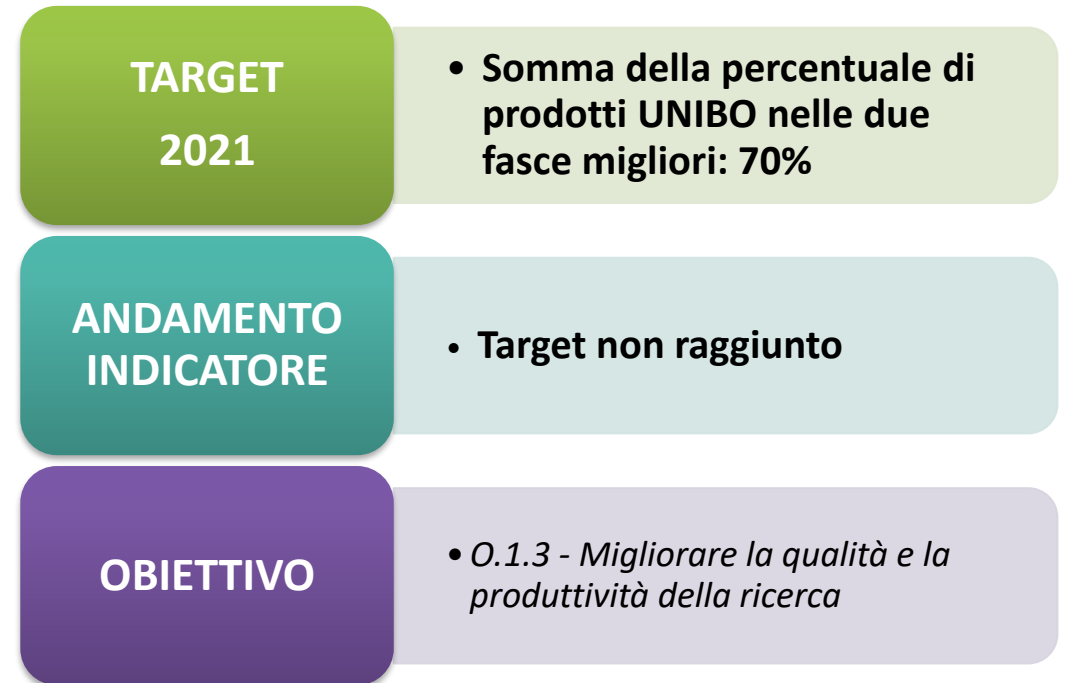 TARGET
2021
• Somma della percentuale di
prodotti UNIBO nelle due
fasce migliori: 70%
ANDAMENTO
INDICATORE
• Target non raggiunto
OBIETTIVO
• O.1.3 - Migliorare la qualità e la
produttività della ricerca